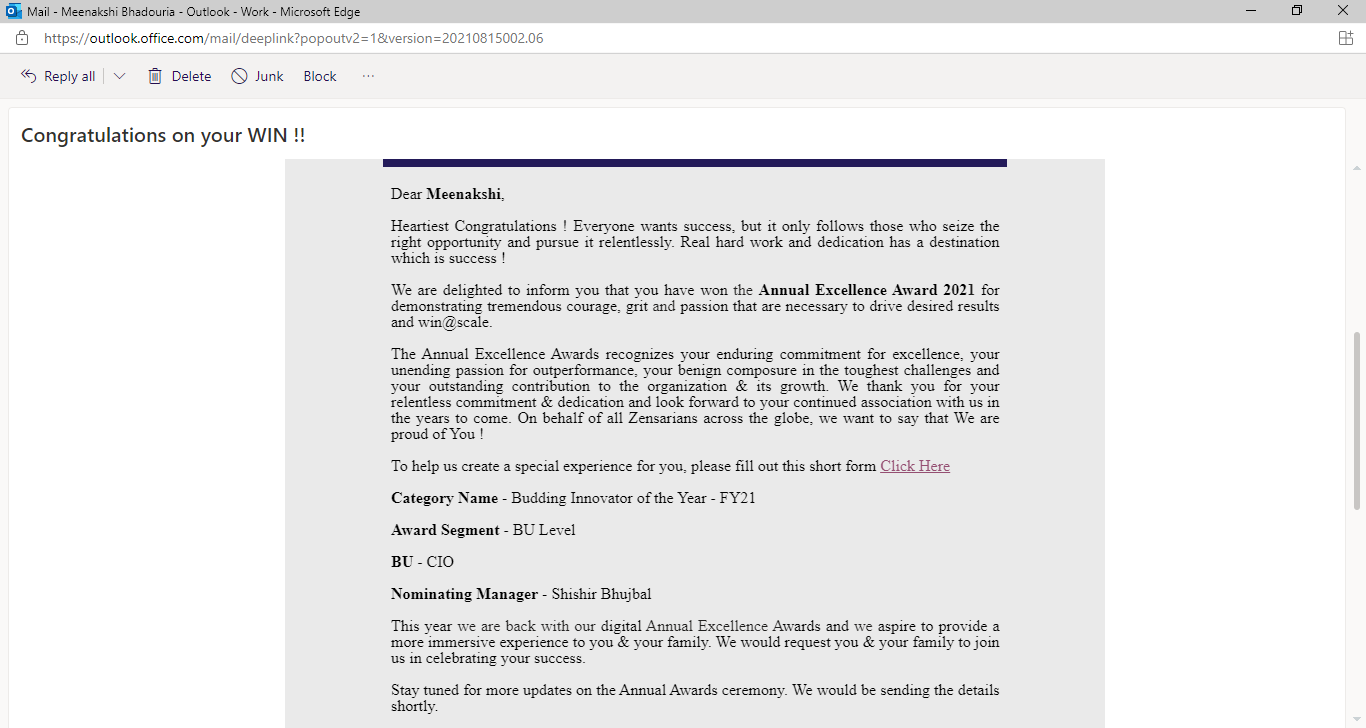 Mail - Meenakshi Bhadouria - Outlook - Work - Microsoft Edge
https://outlook.office.com/mail/deeplink?popoutv2=1&version=20210815002.06
Reply all Delete Junk Block ...
Congratulations on your WIN !!
Dear Meenakshi,
Heartiest Congratulations ! Everyone wants success, but it only follows those who seize the
right opportunity and pursue it relentlessly. Real hard work and dedication has a destination
which is success !
We are delighted to inform you that you have won the Annual Excellence Award 2021 for
demonstrating tremendous courage, grit and passion that are necessary to drive desired results
and win@scale.
The Annual Excellence Awards recognizes your enduring commitment for excellence, your
unending passion for outperformance, your benign composure in the toughest challenges and
your outstanding contribution to the organization & its growth. We thank you for your
relentless commitment & dedication and look forward to your continued association with us in
the years to come. On behalf of all Zensarians across the globe, we want to say that We are
proud of You !
To help us create a special experience for you, please fill out this short form Click Here
Category Name - Budding Innovator of the Year - FY21
Award Segment - BU Level
BU - CIO
Nominating Manager - Shishir Bhujbal
This year we are back with our digital Annual Excellence Awards and we aspire to provide a
more immersive experience to you & your family. We would request you & your family to join
us in celebrating your success.
Stay tuned for more updates on the Annual Awards ceremony. We would be sending the details
shortly.